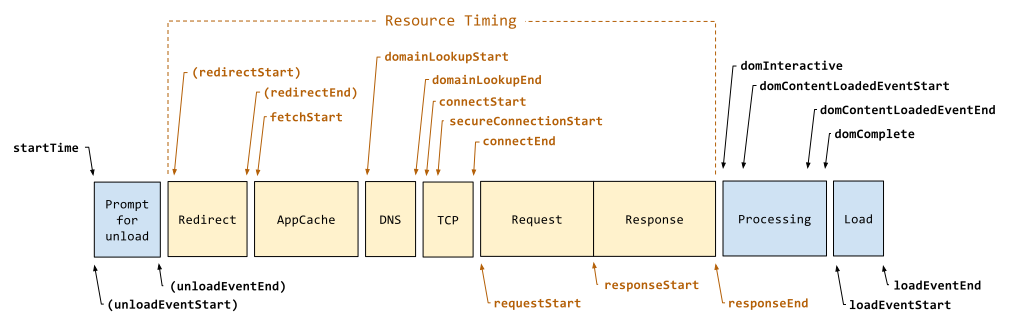 Resource Timing
domainLookupStart
domInteractive
(redirectStart)
domainLookupEnd
domContentLoadedEventStart
(redirectEnd)
connectStart
domContentLoadedEventEnd
fetchStart
secureConnectionStart
domComplete
connectEnd
startTime
Prompt
for
unload
Redirect
AppCache
DNS
TCP
Request
Response
Processing
Load
(unloadEventEnd)
(unloadEventStart)
requestStart
responseStart
responseEnd
loadEventEnd
loadEventStart